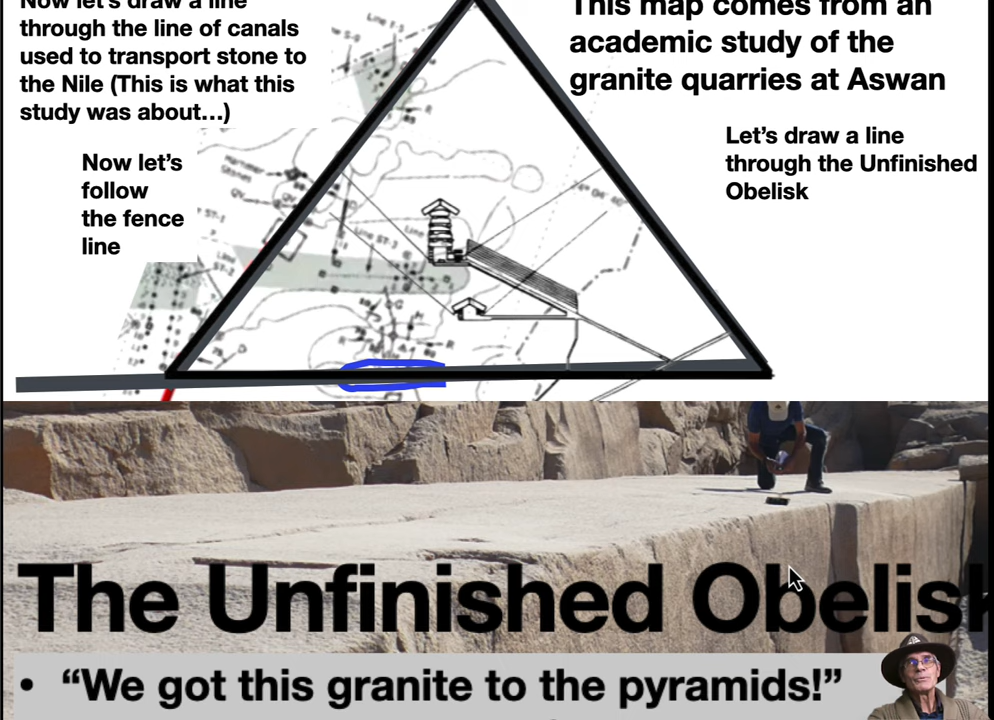 Now let's draw a line
through the line of canals
used to transport stone to
the Nile (This is what this
study was about...)
This map comes from an
academic study of the
granite quarries at Aswan
Let's draw a line
through the Unfinished
Obelisk
Now let's
follow
the fence
line
Line ST-3
The Unfinished Obelisk
• “We got this granite to the pyramids!”